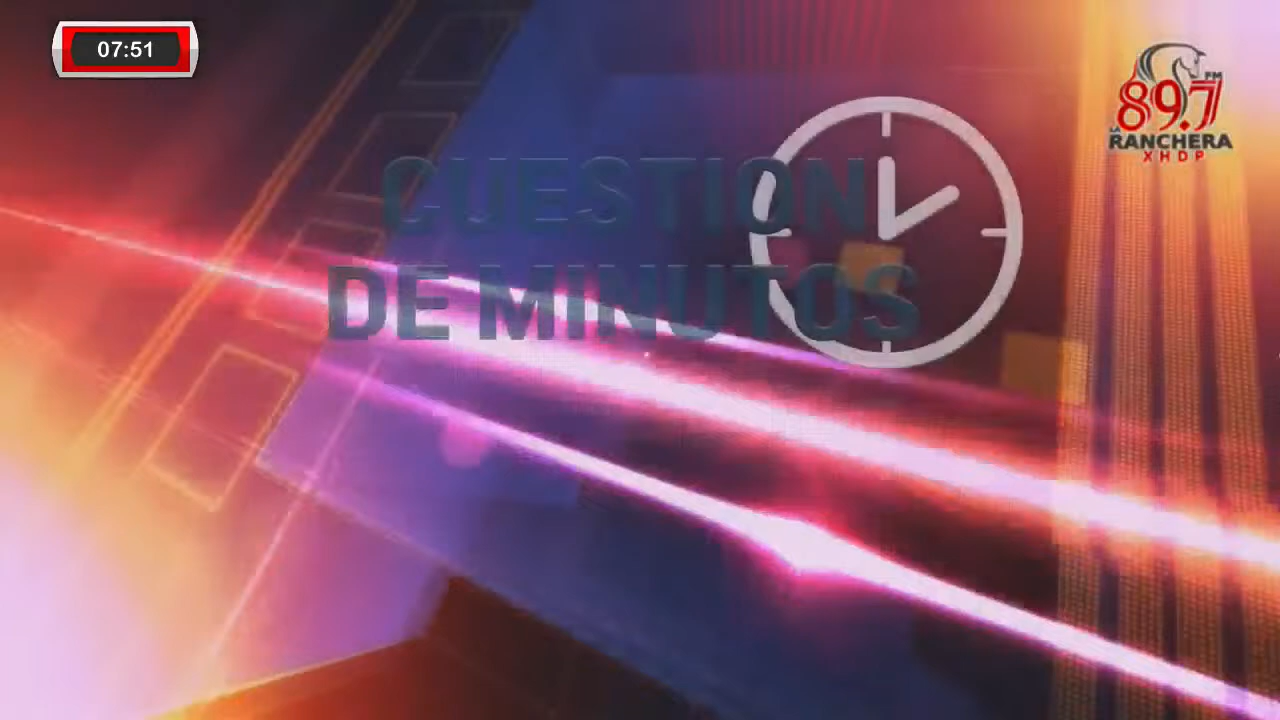 07:51
FM
89.7
LA
RANCHERA
XHDP
CUESTION
DE MINUTOS